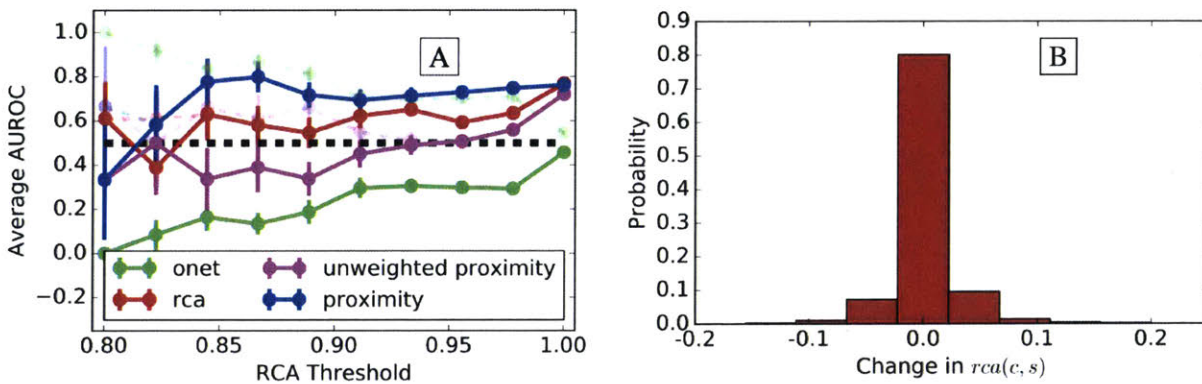 A
Average AUROC
1.0
0.8
0.6
0.4
0.2
0.0
−0.2
onet
unweighted proximity
rca
proximity
0.80
0.85
0.90
0.95
1.00
RCA Threshold
B
Probability
0.9
0.8
0.7
0.6
0.5
0.4
0.3
0.2
0.1
0.0
-0.2
-0.1
0.0
0.1
0.2
Change in rca(c, s)